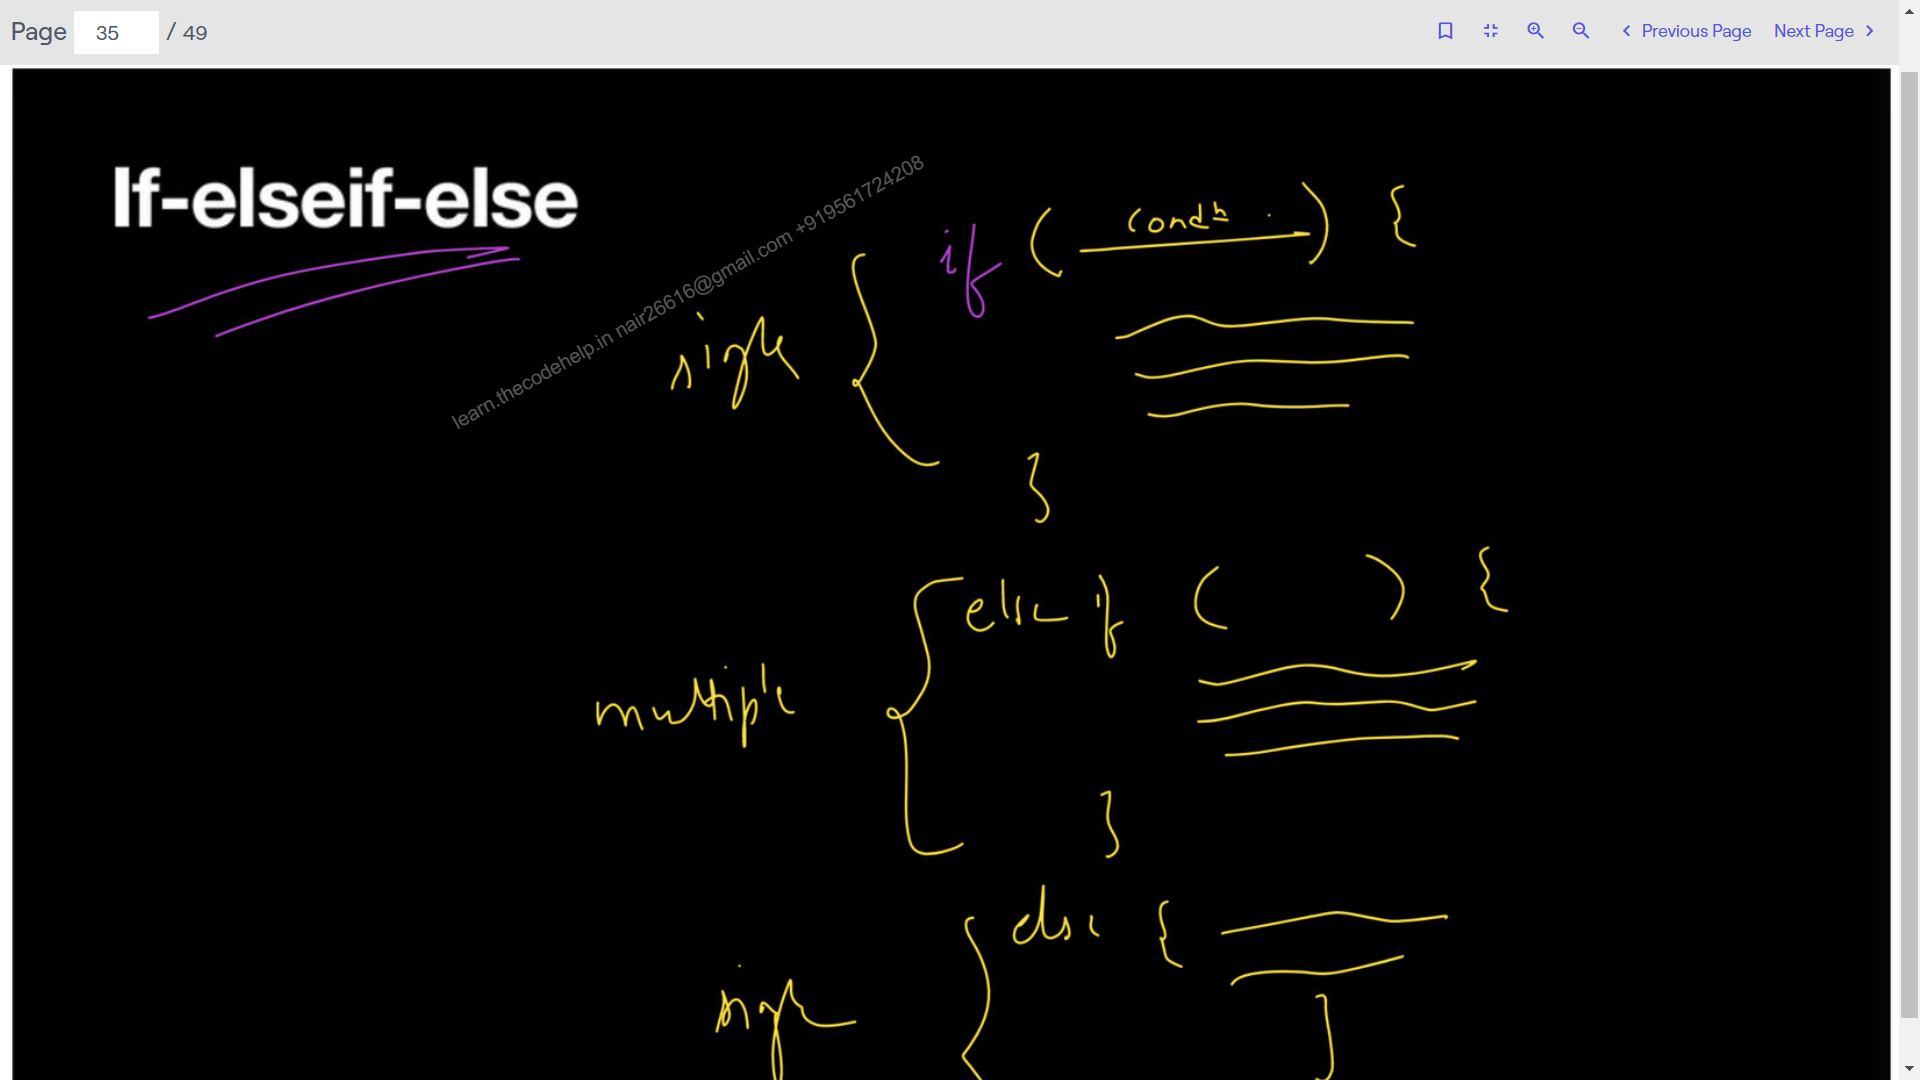 Page 35 / 49 Previous Page Next Page
If-elseif-else
learn.thecodehelp.in nair26616@gmail.com +919561724208
if ( condn . ) {
single
}
else if ( ) {
multiple
}
else {
single
}